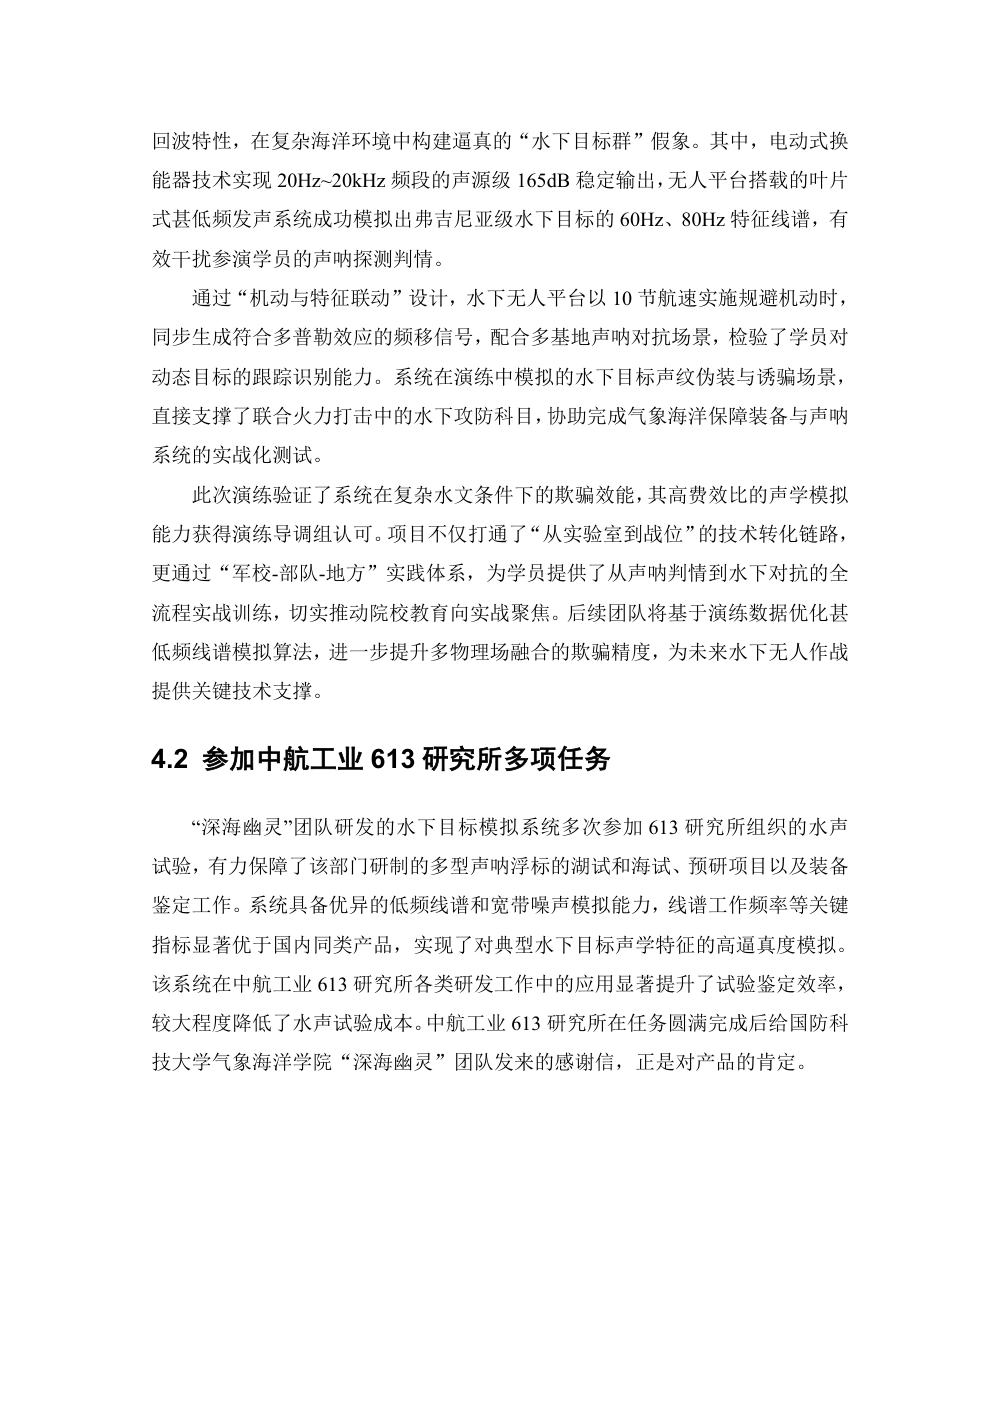 回波特性，在复杂海洋环境中构建逼真的“水下目标群”假象。其中，电动式换
能器技术实现 20Hz~20kHz 频段的声源级 165dB 稳定输出，无人平台搭载的叶片
式甚低频发声系统成功模拟出弗吉尼亚级水下目标的 60Hz、80Hz 特征线谱，有
效干扰参演学员的声呐探测判情。
通过“机动与特征联动”设计，水下无人平台以 10 节航速实施规避机动时，
同步生成符合多普勒效应的频移信号，配合多基地声呐对抗场景，检验了学员对
动态目标的跟踪识别能力。系统在演练中模拟的水下目标声纹伪装与诱骗场景，
直接支撑了联合火力打击中的水下攻防科目，协助完成气象海洋保障装备与声呐
系统的实战化测试。
此次演练验证了系统在复杂水文条件下的欺骗效能，其高费效比的声学模拟
能力获得演练导调组认可。项目不仅打通了“从实验室到战位”的技术转化链路，
更通过“军校-部队-地方”实践体系，为学员提供了从声呐判情到水下对抗的全
流程实战训练，切实推动院校教育向实战聚焦。后续团队将基于演练数据优化甚
低频线谱模拟算法，进一步提升多物理场融合的欺骗精度，为未来水下无人作战
提供关键技术支撑。
4.2 参加中航工业 613 研究所多项任务
“深海幽灵”团队研发的水下目标模拟系统多次参加 613 研究所组织的水声
试验，有力保障了该部门研制的多型声呐浮标的湖试和海试、预研项目以及装备
鉴定工作。系统具备优异的低频线谱和宽带噪声模拟能力，线谱工作频率等关键
指标显著优于国内同类产品，实现了对典型水下目标声学特征的高逼真度模拟。
该系统在中航工业 613 研究所各类研发工作中的应用显著提升了试验鉴定效率，
较大程度降低了水声试验成本。中航工业 613 研究所在任务圆满完成后给国防科
技大学气象海洋学院“深海幽灵”团队发来的感谢信，正是对产品的肯定。